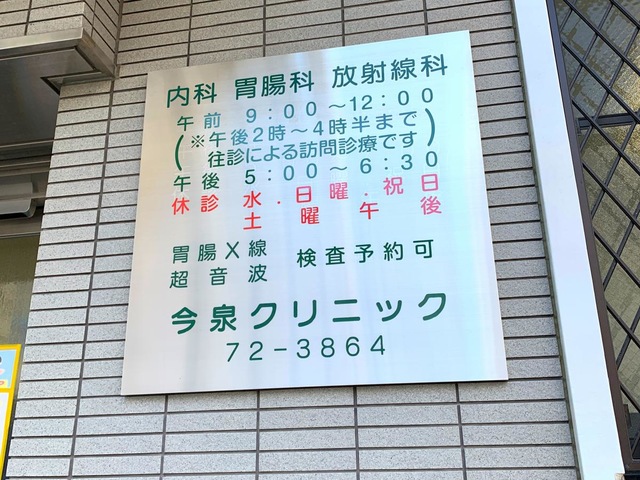 内科 胃腸科 放射線科
午前 9:00～12:00
(※午後2時～4時半まで
往診による訪問診療です)
午後 5:00～6:30
休診 水.日曜.祝日
土曜午後
胃腸X線 検査予約可
超音波
今泉クリニック
72-3864